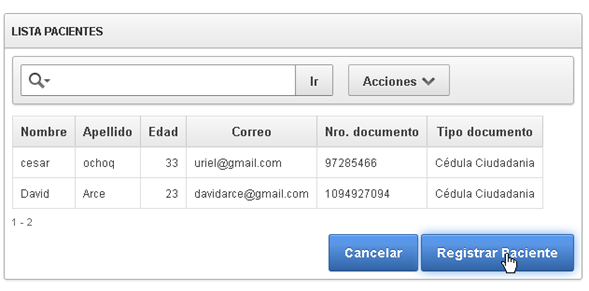 LISTA PACIENTES
Ir Acciones
Nombre Apellido Edad Correo Nro. documento Tipo documento
cesar ochoq 33 uriel@gmail.com 97285466 Cédula Ciudadania
David Arce 23 davidarce@gmail.com 1094927094 Cédula Ciudadania
1 - 2
Cancelar Registrar Paciente